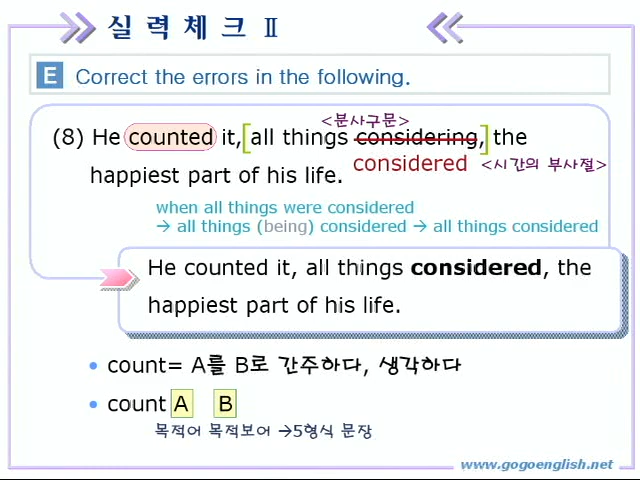 실 력 체 크 Ⅱ
E Correct the errors in the following.
<분사구문>
(8) He counted it, [all things considering,] the
considered <시간의 부사절>
happiest part of his life.
when all things were considered
→ all things (being) considered → all things considered
He counted it, all things considered, the
happiest part of his life.
• count= A를 B로 간주하다, 생각하다
• count A B
목적어 목적보어 →5형식 문장
www.gogoenglish.net